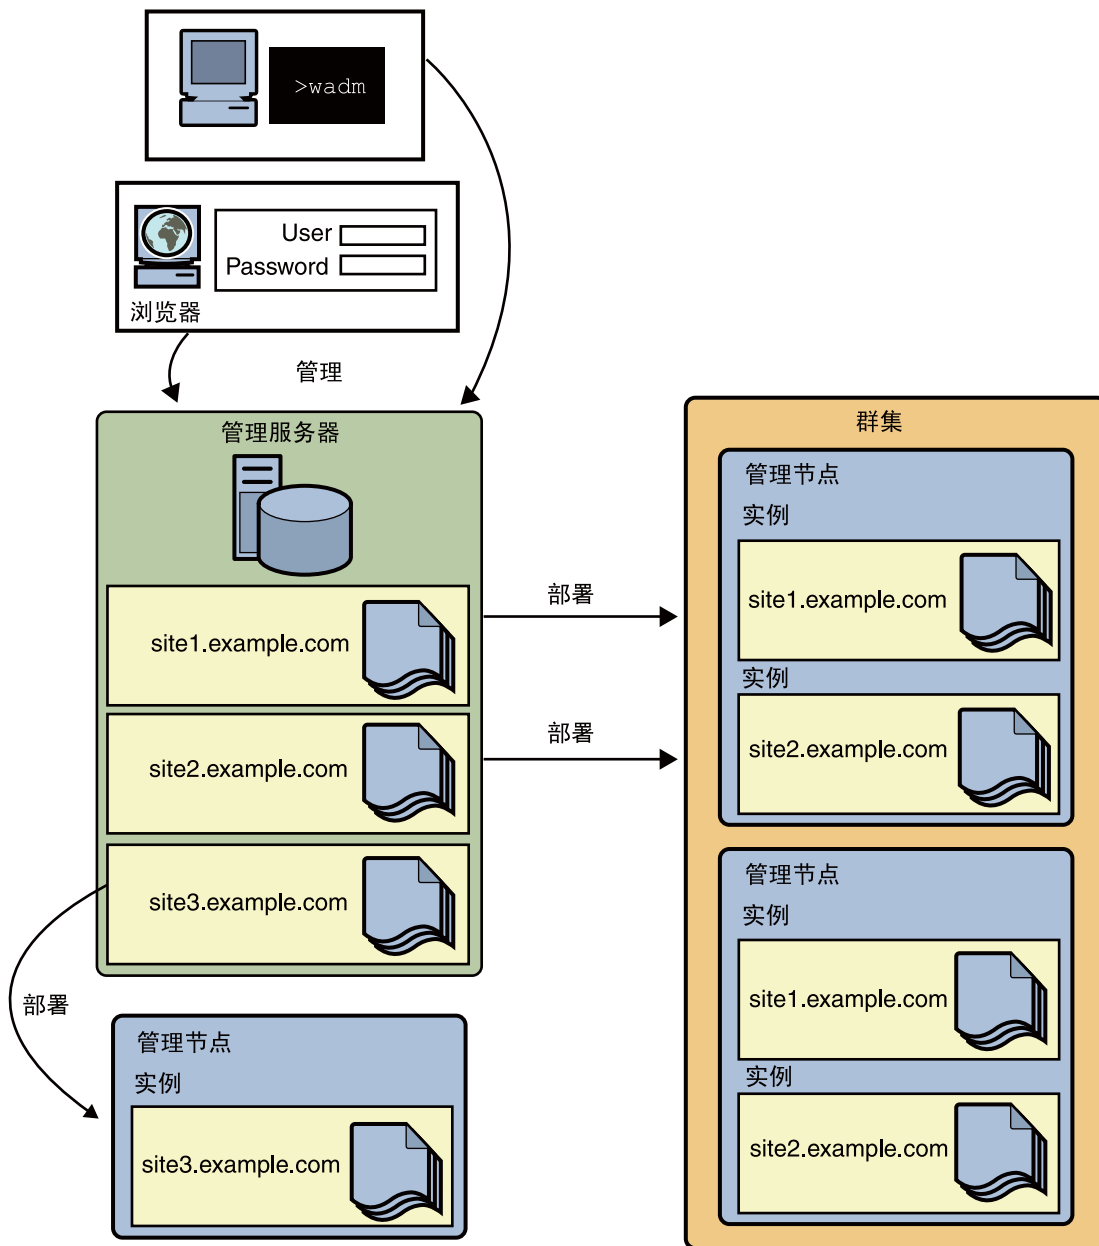 >wadm
User
Password
浏览器
管理
管理服务器
site1.example.com
site2.example.com
site3.example.com
部署
部署
部署
管理节点
实例
site3.example.com
群集
管理节点
实例
site1.example.com
实例
site2.example.com
管理节点
实例
site1.example.com
实例
site2.example.com